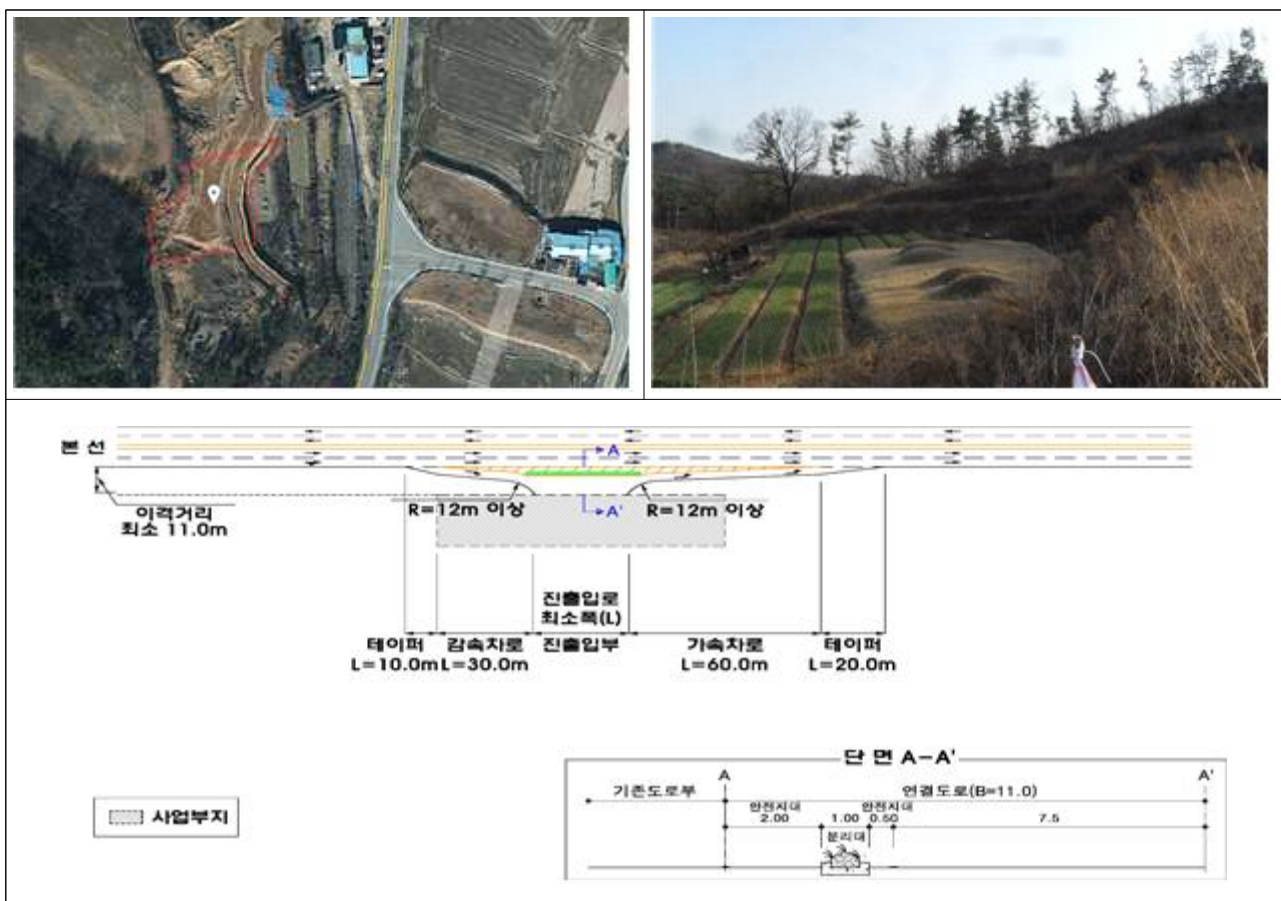 본 선
A
이격거리
최소 11.0m
R=12m 이상
A'
R=12m 이상
진출입로
최소폭(L)
테이퍼 감속차로 진출입부 가속차로 테이퍼
L=10.0m L=30.0m L=60.0m L=20.0m
단 면 A-A'
A A'
기존도로부 연결도로(B=11.0)
안전지대 안전지대
2.00 1.00 0.50 7.5
분리대
사업부지